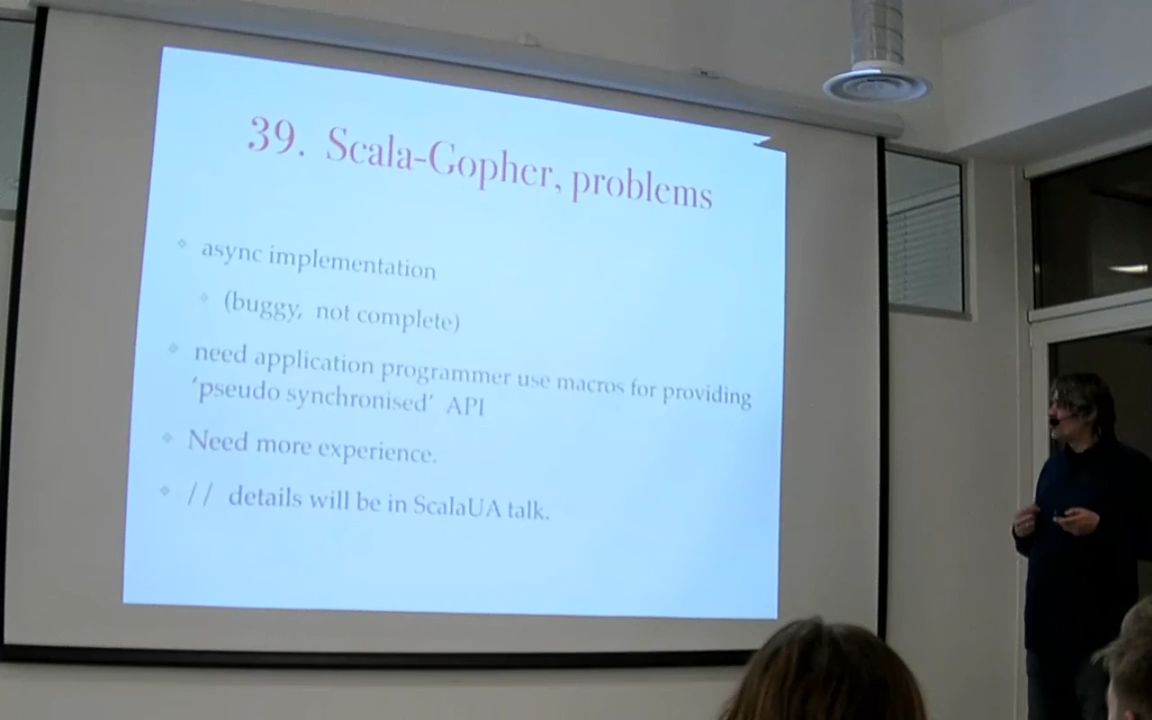 39. Scala-Gopher, problems
async implementation
(buggy, not complete)
need application programmer use macros for providing
‘pseudo synchronised’ API
Need more experience.
// details will be in ScalaUA talk.